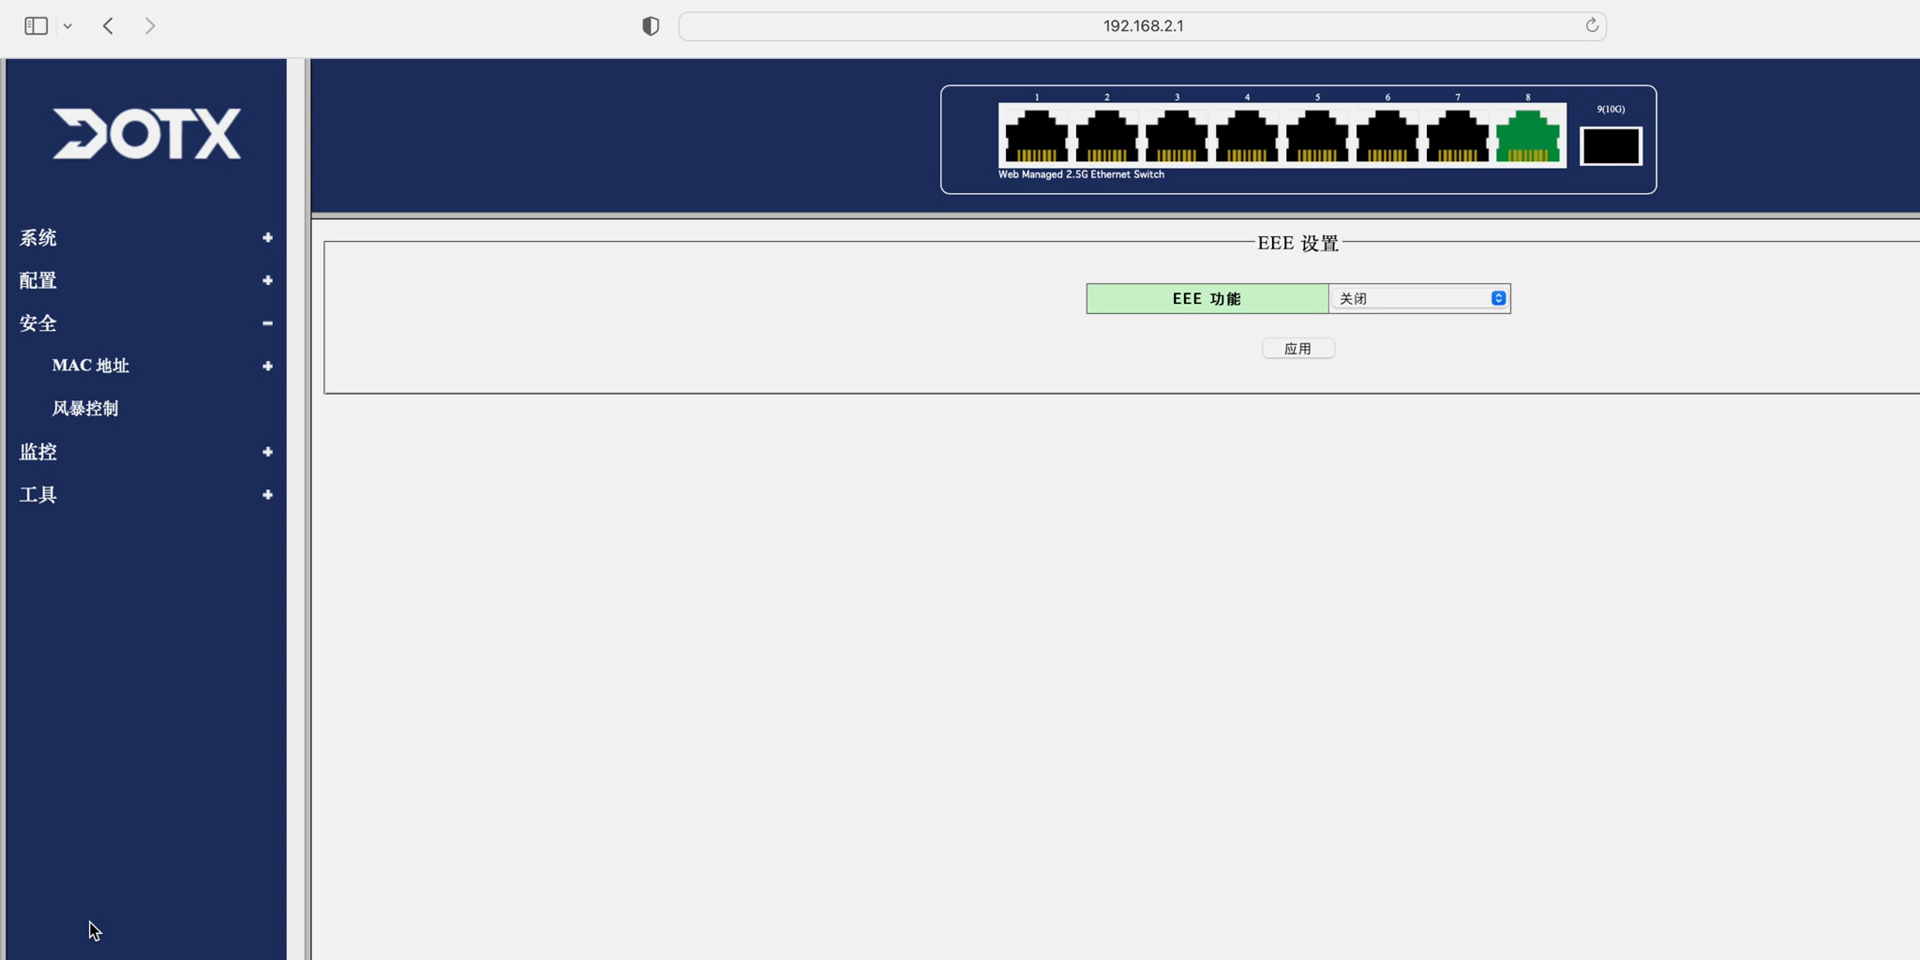 192.168.2.1
DOTX
系统
配置
安全
MAC 地址
风暴控制
监控
工具
1 2 3 4 5 6 7 8 9(10G)
Web Managed 2.5G Ethernet Switch
EEE 设置
EEE 功能 关闭
应用